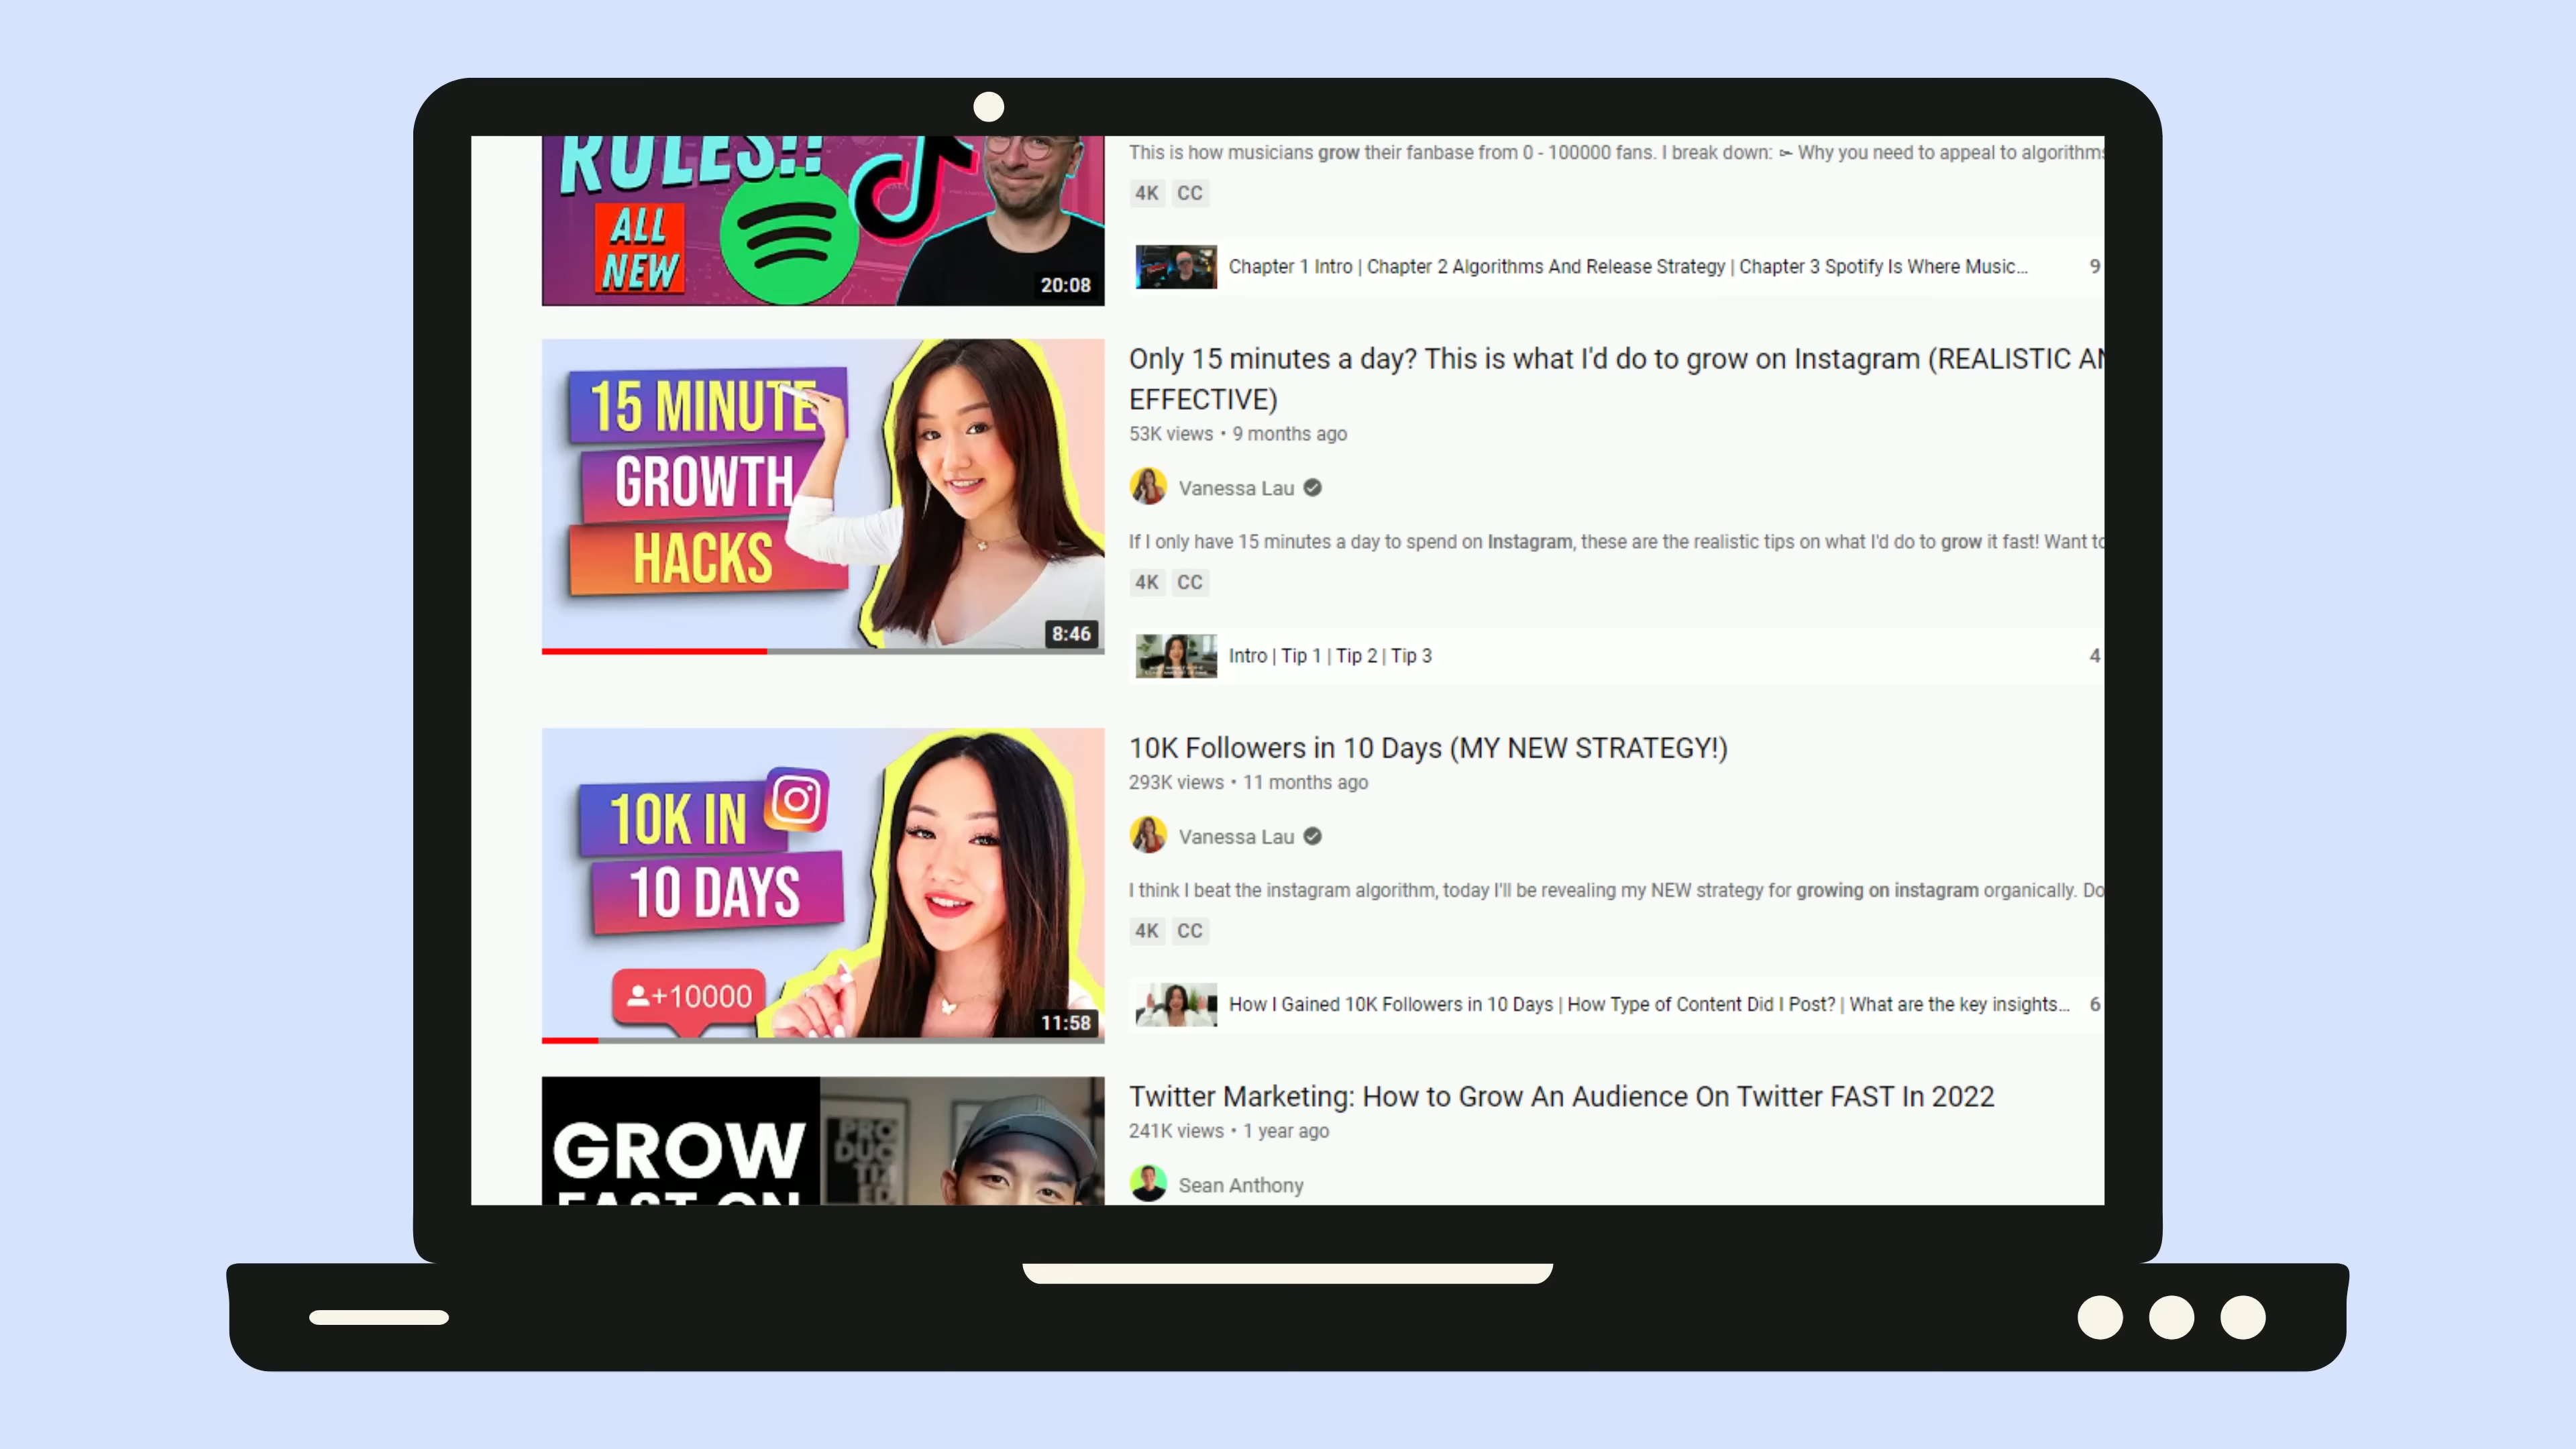 RULES!!
ALL
NEW
20:08
This is how musicians grow their fanbase from 0 - 100000 fans. I break down: ➳ Why you need to appeal to algorithms
4K CC
Chapter 1 Intro | Chapter 2 Algorithms And Release Strategy | Chapter 3 Spotify Is Where Music... 9
15 MINUTE
GROWTH
HACKS
8:46
Only 15 minutes a day? This is what I'd do to grow on Instagram (REALISTIC AN
EFFECTIVE)
53K views • 9 months ago
Vanessa Lau
If I only have 15 minutes a day to spend on Instagram, these are the realistic tips on what I'd do to grow it fast! Want to
4K CC
Intro | Tip 1 | Tip 2 | Tip 3 4
10K IN
10 DAYS
+10000
11:58
10K Followers in 10 Days (MY NEW STRATEGY!)
293K views • 11 months ago
Vanessa Lau
I think I beat the instagram algorithm, today I'll be revealing my NEW strategy for growing on instagram organically. Do
4K CC
How I Gained 10K Followers in 10 Days | How Type of Content Did I Post? | What are the key insights... 6
GROW
FAST ON
PRO
DUC
TIZ
ED
Twitter Marketing: How to Grow An Audience On Twitter FAST In 2022
241K views • 1 year ago
Sean Anthony